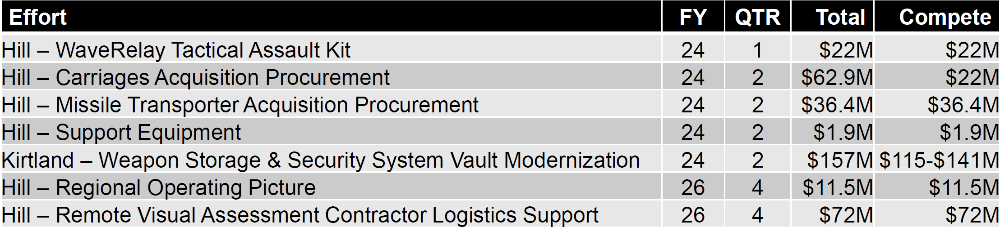 Effort FY QTR Total Compete
Hill – WaveRelay Tactical Assault Kit 24 1 $22M $22M
Hill – Carriages Acquisition Procurement 24 2 $62.9M $22M
Hill – Missile Transporter Acquisition Procurement 24 2 $36.4M $36.4M
Hill – Support Equipment 24 2 $1.9M $1.9M
Kirtland – Weapon Storage & Security System Vault Modernization 24 2 $157M $115-$141M
Hill – Regional Operating Picture 26 4 $11.5M $11.5M
Hill – Remote Visual Assessment Contractor Logistics Support 26 4 $72M $72M